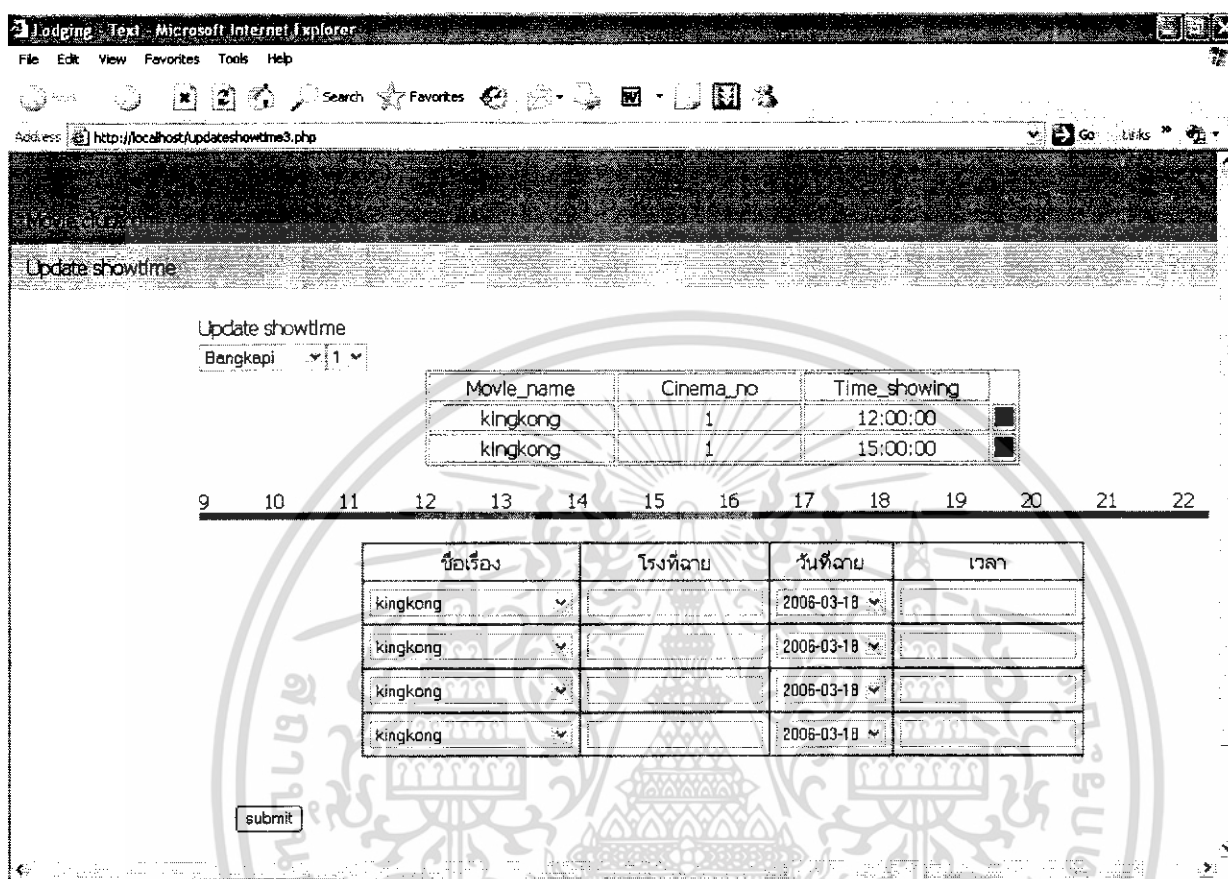 Lodging - Text - Microsoft Internet Explorer
File Edit View Favorites Tools Help
Search Favorites
Address http://localhost/updateshowtime3.php Go Links »
Update showtime
Update showtime
Bangkapi 1
Movie_name Cinema_no Time_showing
kingkong 1 12:00:00
kingkong 1 15:00:00
9 10 11 12 13 14 15 16 17 18 19 20 21 22
ชื่อเรื่อง โรงที่ฉาย วันที่ฉาย เวลา
kingkong 2006-03-18
kingkong 2006-03-18
kingkong 2006-03-18
kingkong 2006-03-18
submit